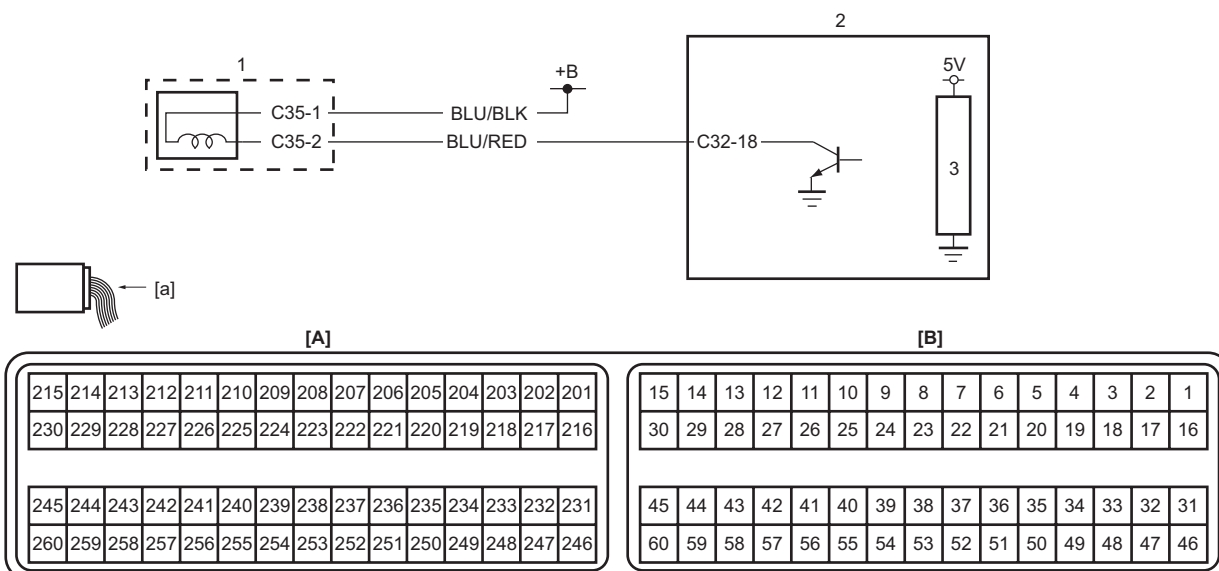 2
1
+B
5V
C35-1 BLU/BLK
C35-2 BLU/RED C32-18
3
[a]
[A] [B]
215 214 213 212 211 210 209 208 207 206 205 204 203 202 201 15 14 13 12 11 10 9 8 7 6 5 4 3 2 1
230 229 228 227 226 225 224 223 222 221 220 219 218 217 216 30 29 28 27 26 25 24 23 22 21 20 19 18 17 16
245 244 243 242 241 240 239 238 237 236 235 234 233 232 231 45 44 43 42 41 40 39 38 37 36 35 34 33 32 31
260 259 258 257 256 255 254 253 252 251 250 249 248 247 246 60 59 58 57 56 55 54 53 52 51 50 49 48 47 46